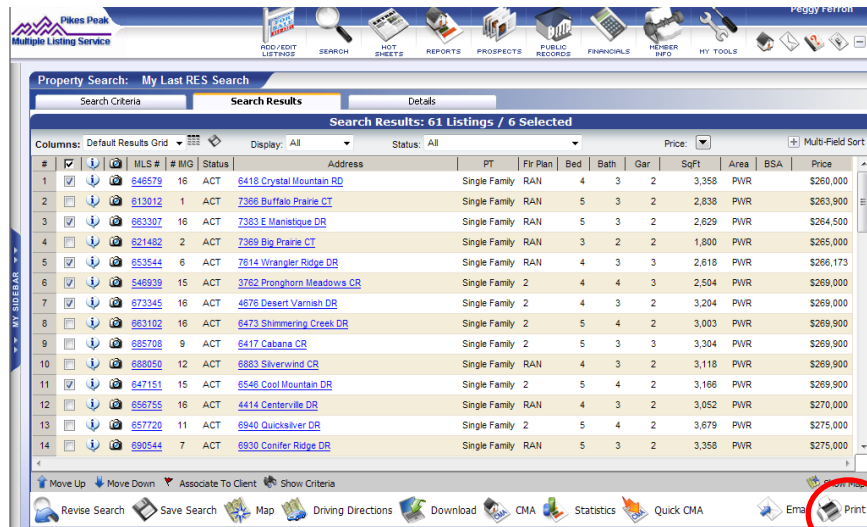 Pikes Peak
Multiple Listing Service
Peggy Ferron
ADD/EDIT LISTINGS SEARCH HOT SHEETS REPORTS PROSPECTS PUBLIC RECORDS FINANCIALS MEMBER INFO MY TOOLS
Property Search: My Last RES Search
Search Criteria Search Results Details
Search Results: 61 Listings / 6 Selected
Columns: Default Results Grid Display: All Status: All Price: Multi-Field Sort
# MLS # # IMG Status Address PT Flr Plan Bed Bath Gar SqFt Area BSA Price
1 646579 16 ACT 6418 Crystal Mountain RD Single Family RAN 4 3 2 3,358 PWR $260,000
2 613012 1 ACT 7366 Buffalo Prairie CT Single Family RAN 5 3 2 2,838 PWR $263,900
3 663307 16 ACT 7383 E Manistique DR Single Family RAN 5 3 2 2,629 PWR $264,500
4 621482 2 ACT 7369 Big Prairie CT Single Family RAN 3 2 2 1,800 PWR $265,000
5 653544 6 ACT 7614 Wrangler Ridge DR Single Family RAN 4 3 3 2,618 PWR $266,173
6 546939 15 ACT 3762 Pronghorn Meadows CR Single Family 2 4 4 3 2,504 PWR $269,000
7 673345 16 ACT 4676 Desert Varnish DR Single Family 2 4 3 2 3,204 PWR $269,000
8 663102 16 ACT 6473 Shimmering Creek DR Single Family 2 5 4 2 3,003 PWR $269,900
9 685708 9 ACT 6417 Cabana CR Single Family 2 5 3 3 3,304 PWR $269,900
10 688050 12 ACT 6883 Silverwind CR Single Family RAN 4 3 2 3,118 PWR $269,900
11 647151 15 ACT 6546 Cool Mountain DR Single Family 2 5 4 2 3,166 PWR $269,900
12 656755 16 ACT 4414 Centerville DR Single Family RAN 4 3 2 3,052 PWR $270,000
13 657720 11 ACT 6940 Quicksilver DR Single Family 2 5 4 2 3,679 PWR $275,000
14 690544 7 ACT 6930 Conifer Ridge DR Single Family RAN 5 3 2 3,358 PWR $275,000
MY SIDEBAR
Move Up Move Down Associate To Client Show Criteria Show Map
Revise Search Save Search Map Driving Directions Download CMA Statistics Quick CMA Ema Print